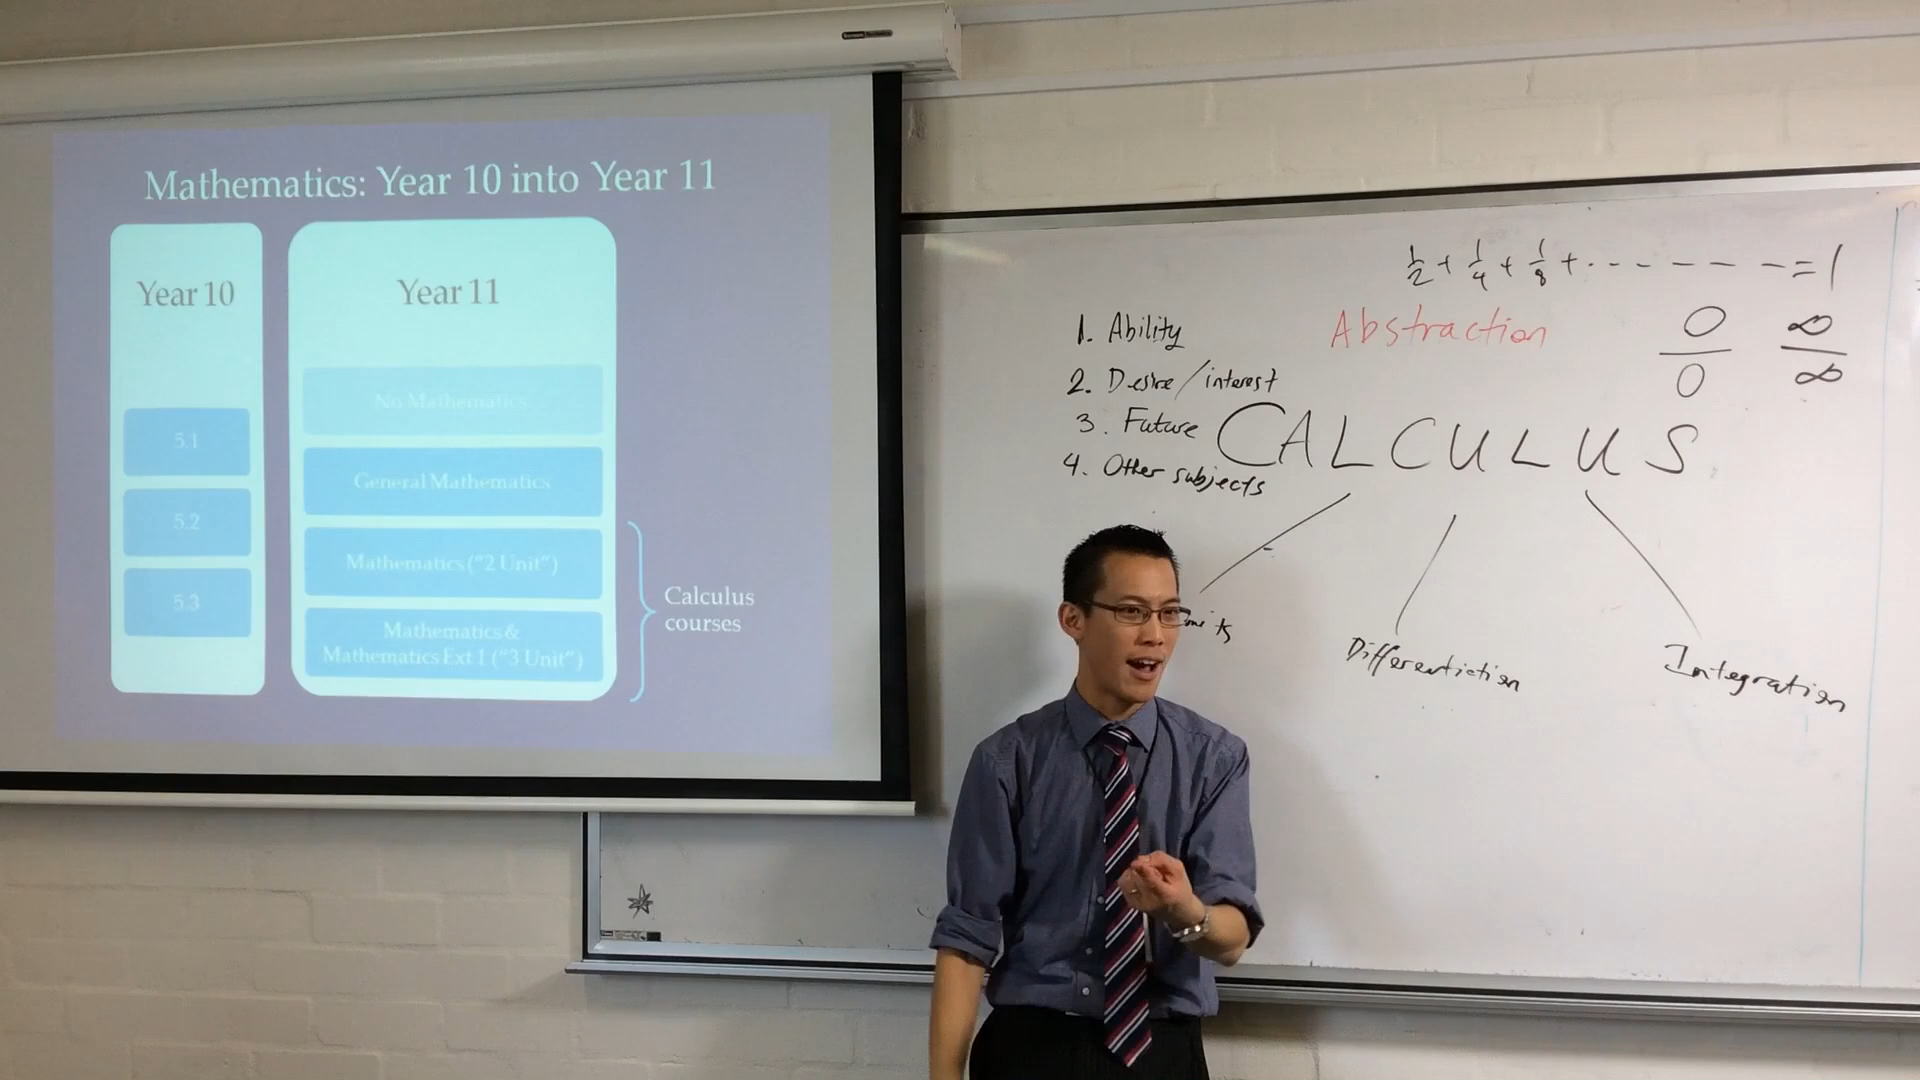 Mathematics: Year 10 into Year 11
Year 10
5.1
5.2
5.3
Year 11
No Mathematics
General Mathematics
Mathematics ("2 Unit")
Mathematics &
Mathematics Ext 1 ("3 Unit")
Calculus
courses
1/2 + 1/4 + 1/8 + . - - - - - - = 1
1. Ability
2. Desire / interest
3. Future
4. Other subjects
Abstraction
0/0
∞/∞
CALCULUS
Differentiction
Integration